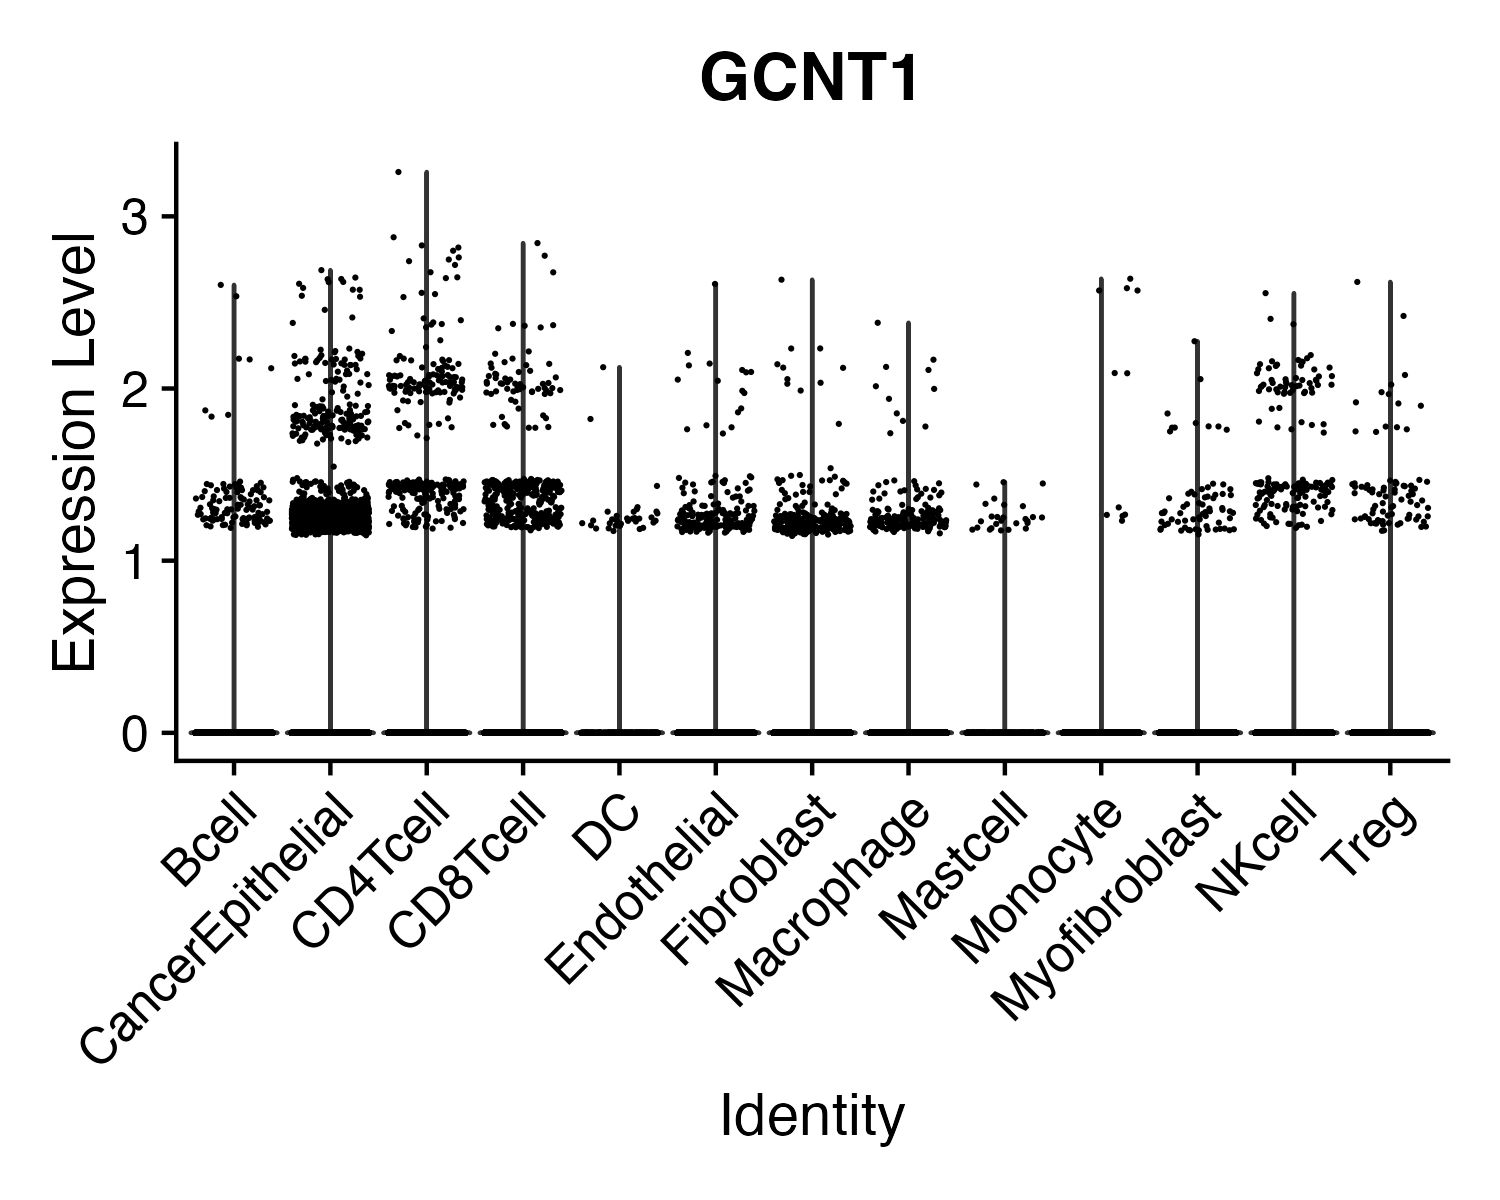 GCNT1
Expression Level
3
2
1
0
Bcell
CancerEpithelial
CD4Tcell
CD8Tcell
DC
Endothelial
Fibroblast
Macrophage
Mastcell
Monocyte
Myofibroblast
NKcell
Treg
Identity